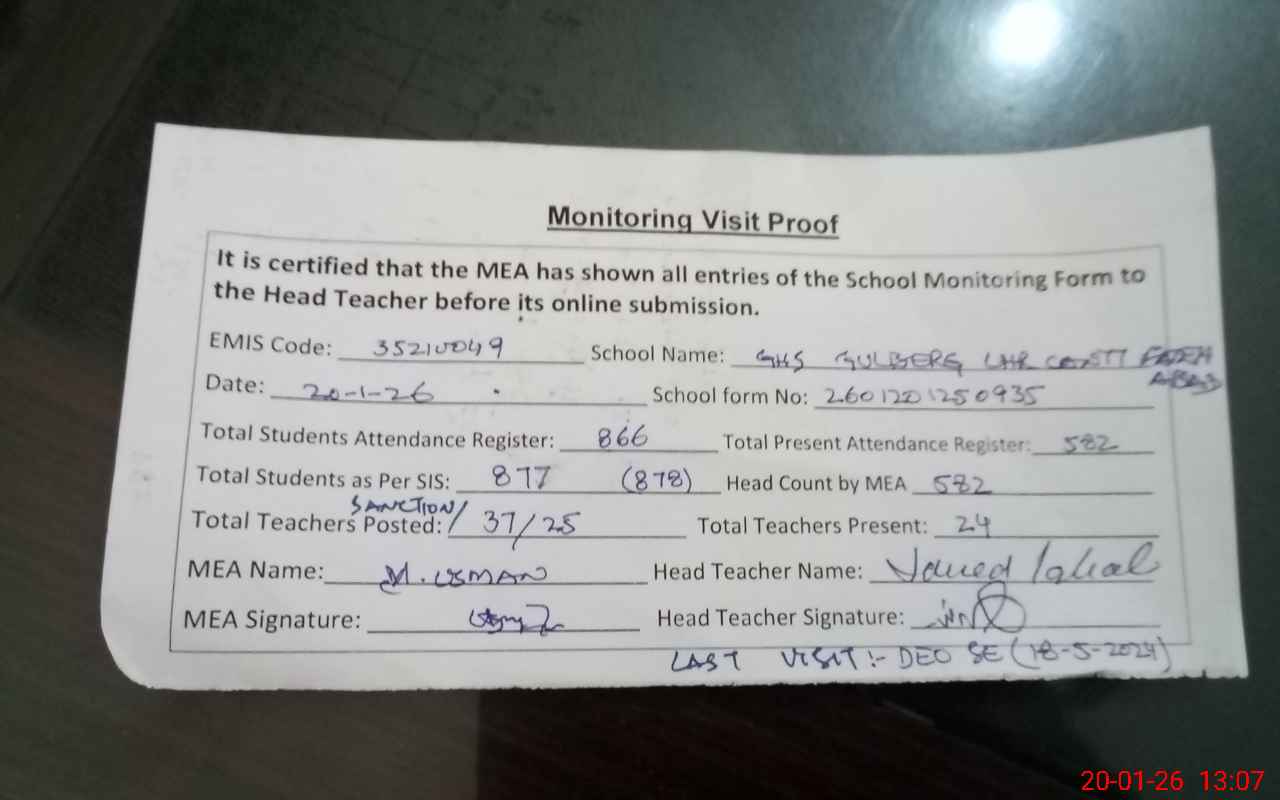 Monitoring Visit Proof
It is certified that the MEA has shown all entries of the School Monitoring Form to
the Head Teacher before its online submission.
EMIS Code: 35210049 School Name: GHS GULBERG LHR CANTT FATEH
ABAD
Date: 20-1-26 School form No: 2601201250935
Total Students Attendance Register: 866 Total Present Attendance Register: 582
Total Students as Per SIS: 877 (878) Head Count by MEA 582
SANCTION/
Total Teachers Posted: 37/25 Total Teachers Present: 24
MEA Name: M. USMAN Head Teacher Name: Javed Iqbal
MEA Signature: Head Teacher Signature:
LAST VISIT:- DEO SE (18-5-2024)
20-01-26 13:07